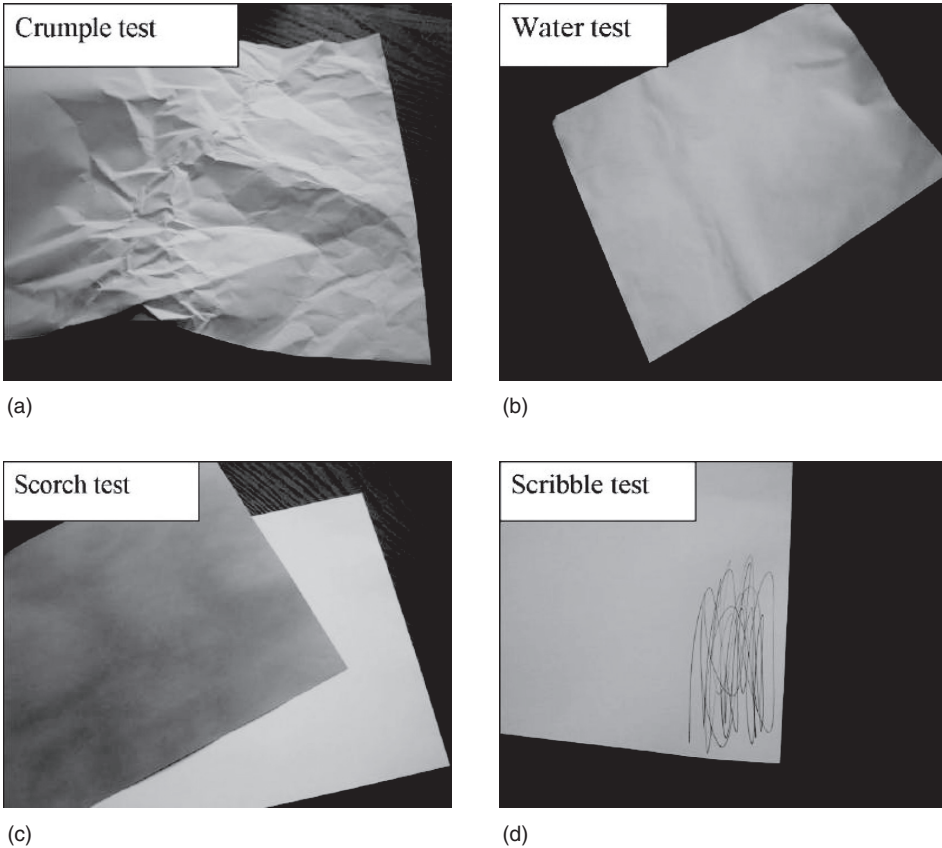 Crumple test
Water test
(a)
(b)
Scorch test
Scribble test
(c)
(d)